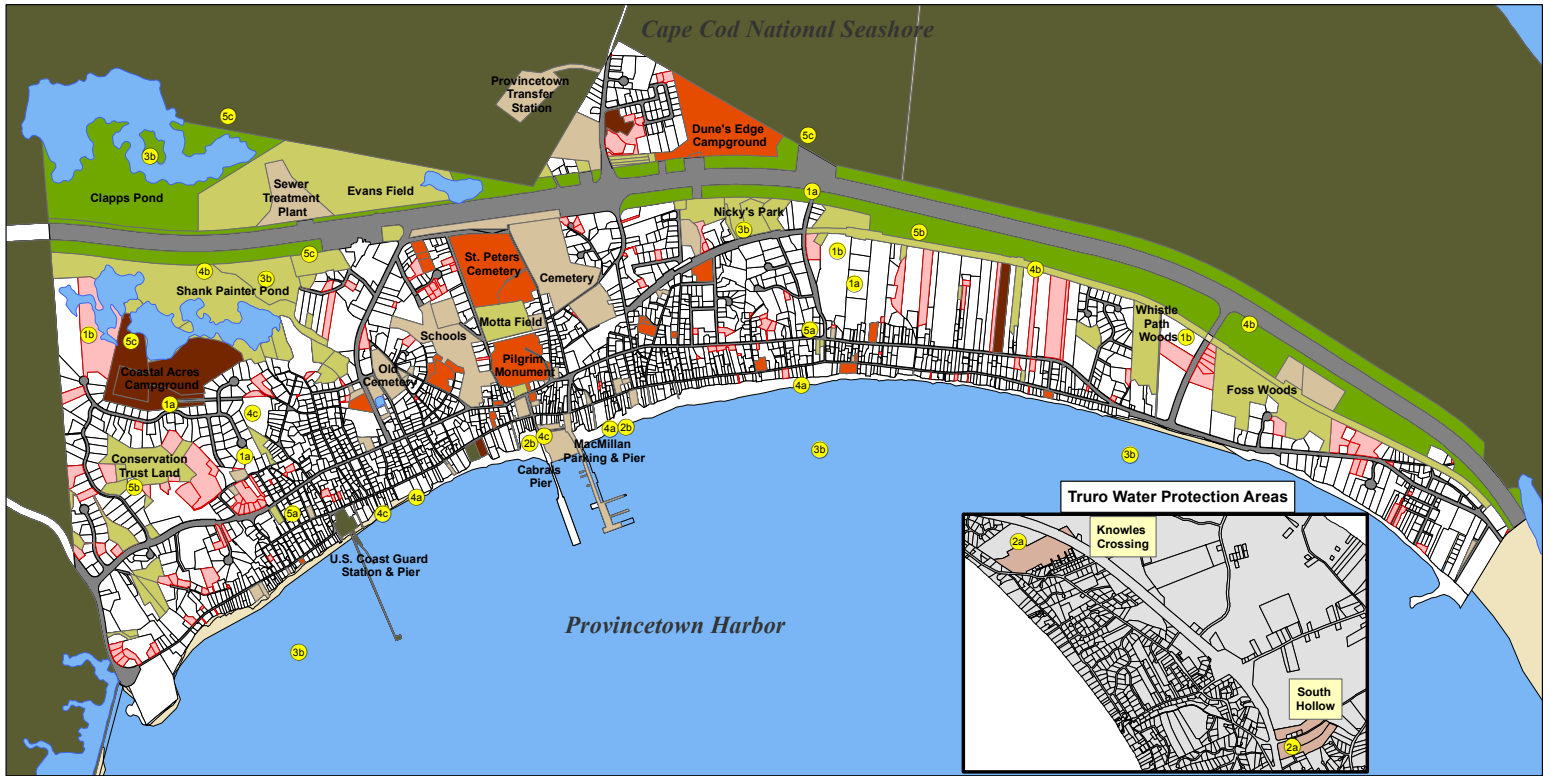 Cape Cod National Seashore
Provincetown
Transfer
Station
5c
Dune's Edge
Campground
5c
3b
Clapps Pond
Sewer
Treatment
Plant
Evans Field
1a
Nicky's Park
3b
5b
5c
St. Peters
Cemetery
Cemetery
1b
4b
3b
Shank Painter Pond
1a
4b
Motta Field
Schools
5a
Whistle
Path
Woods
1b
4b
1b
5c
Coastal Acres
Campground
Old
Cemetery
Pilgrim
Monument
4a
Foss Woods
1a
4c
4a
2b
4c
2b
MacMillan
Parking & Pier
3b
3b
1a
Conservation
Trust Land
5b
Cabrals
Pier
4a
5a
4c
U.S. Coast Guard
Station & Pier
Provincetown Harbor
3b
Truro Water Protection Areas
Knowles
Crossing
2a
South
Hollow
2a